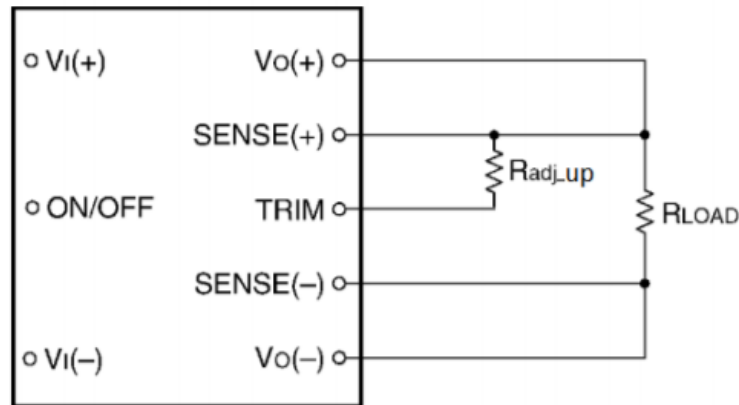 VI(+)
VO(+)
SENSE(+)
Radj_up
ON/OFF
TRIM
RLOAD
SENSE(–)
VI(–)
VO(–)